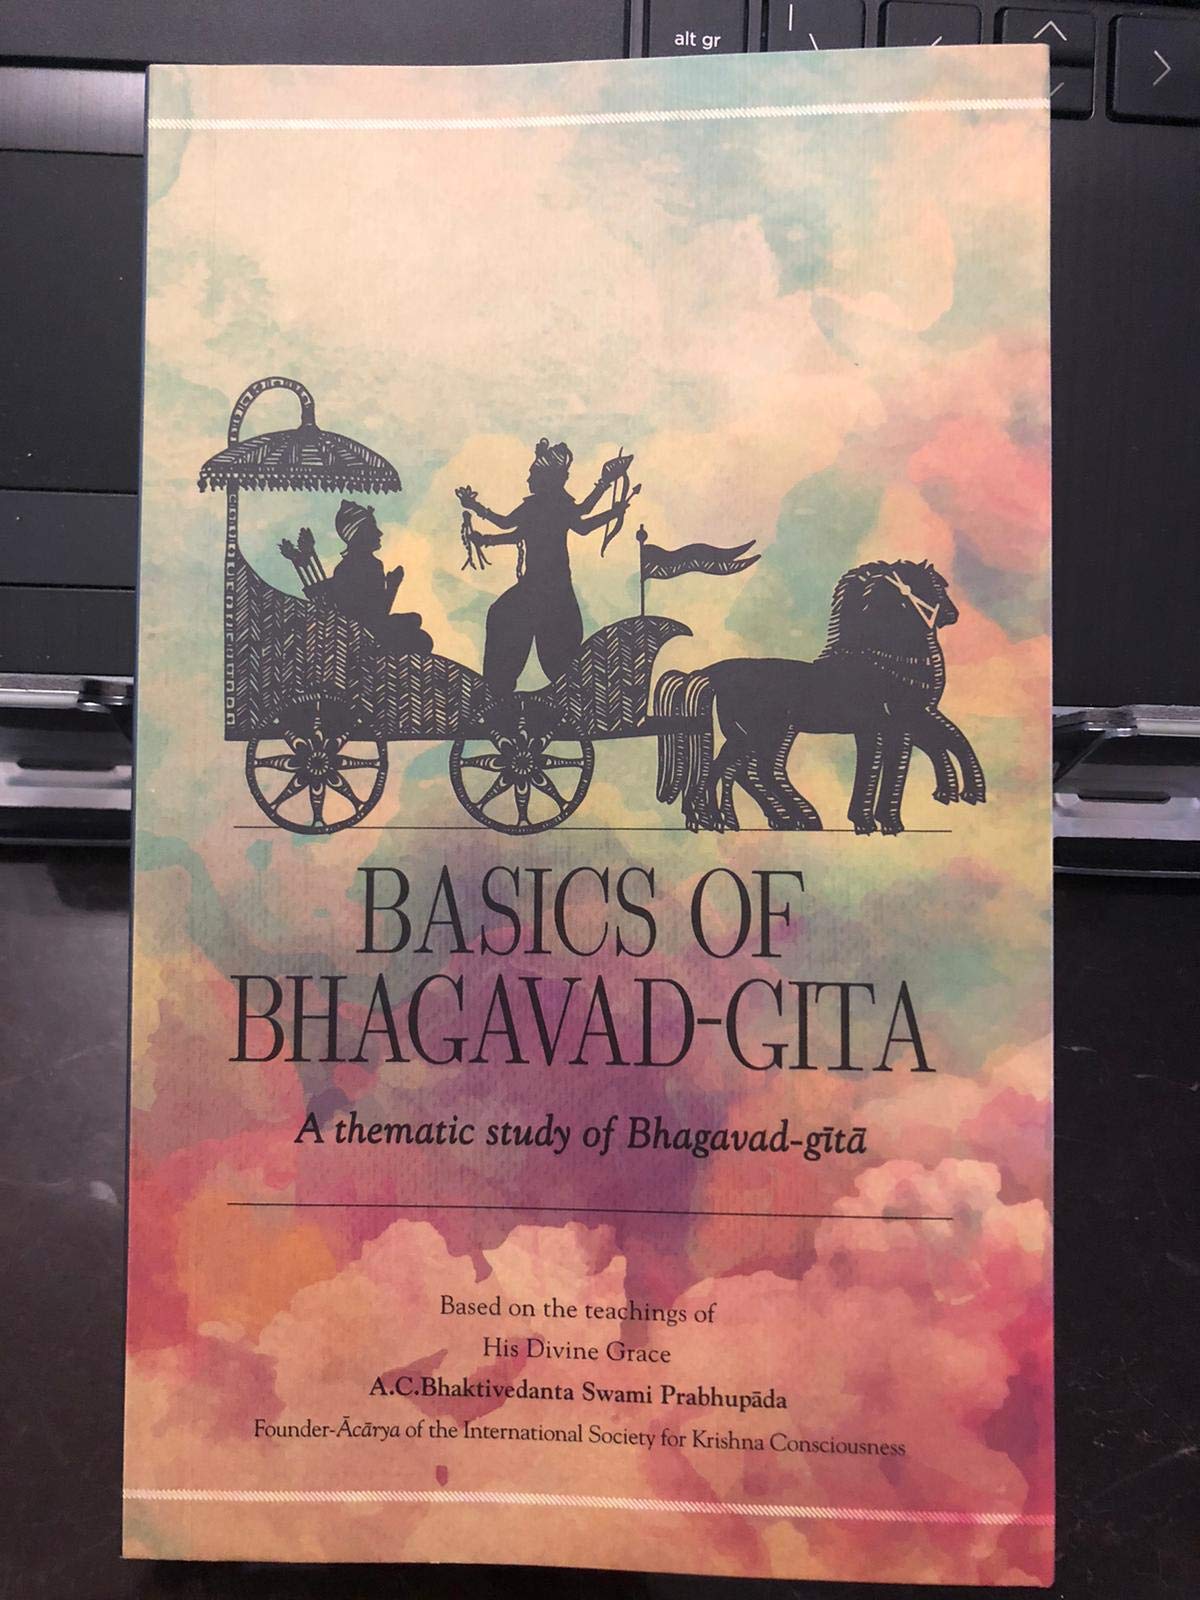 alt gr
BASICS OF
BHAGAVAD-GITA
A thematic study of Bhagavad-gītā
Based on the teachings of
His Divine Grace
A.C.Bhaktivedanta Swami Prabhupāda
Founder-Ācārya of the International Society for Krishna Consciousness